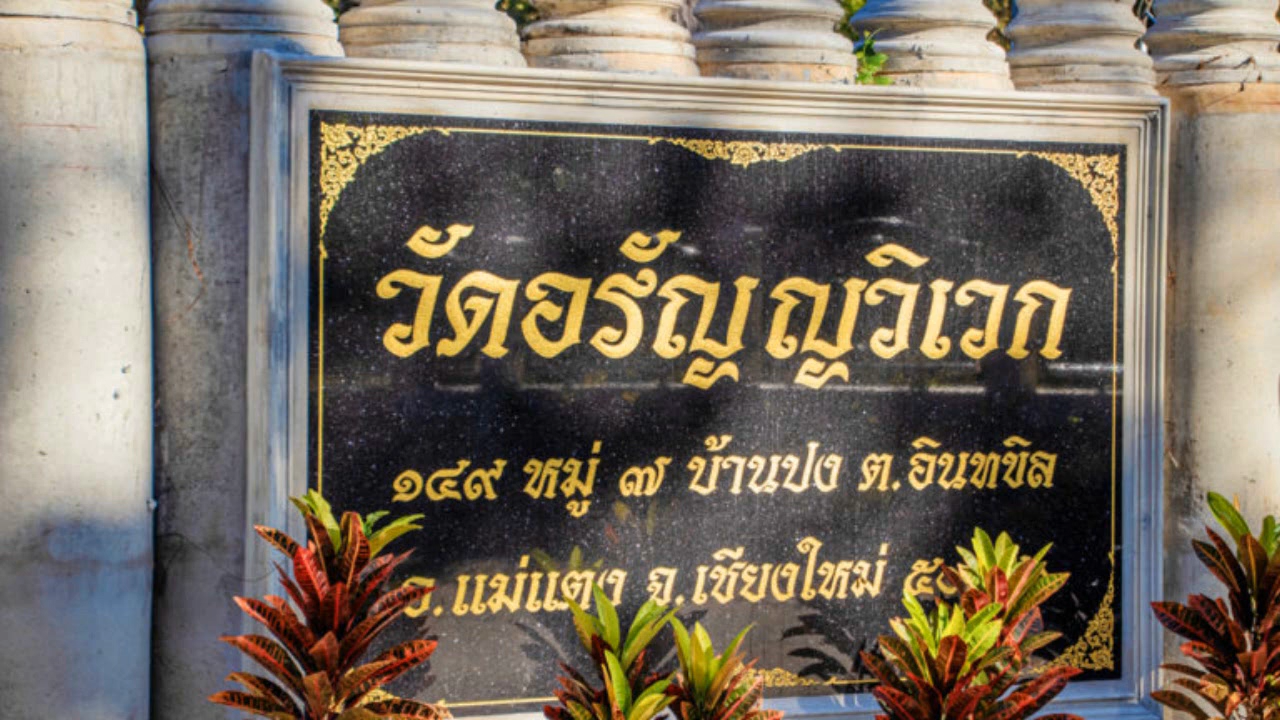 วัดอรัญญวิเวก
๑๔๙ หมู่ ๗ บ้านปง ต.อินทขิล
อ.แม่แตง จ.เชียงใหม่